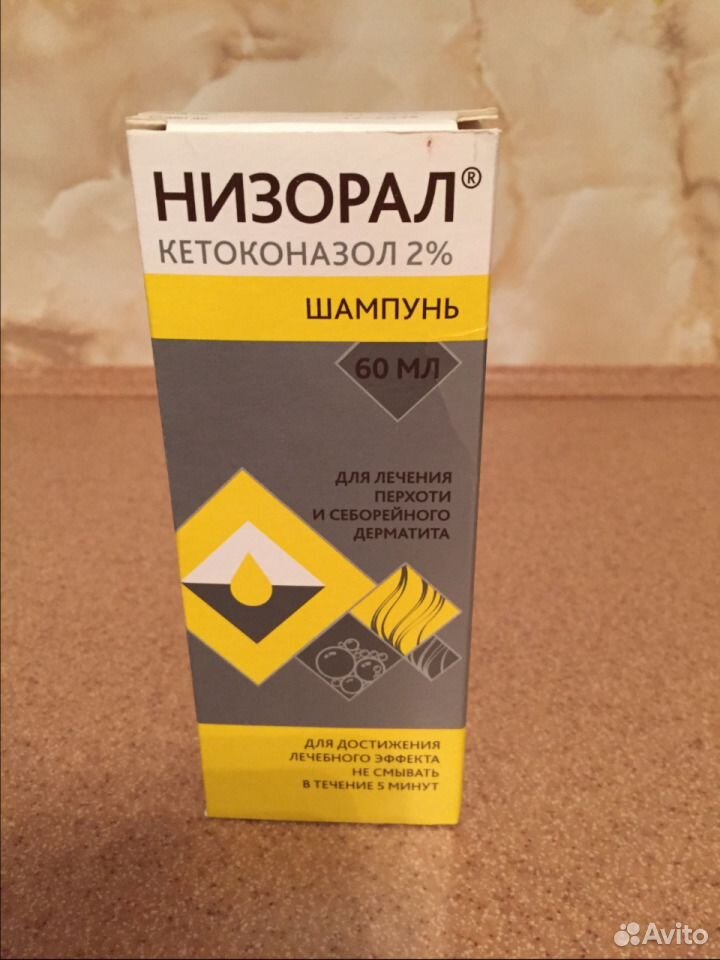 НИЗОРАЛ®
КЕТОКОНАЗОЛ 2%
ШАМПУНЬ
60 МЛ
ДЛЯ ЛЕЧЕНИЯ
ПЕРХОТИ
И СЕБОРЕЙНОГО
ДЕРМАТИТА
ДЛЯ ДОСТИЖЕНИЯ
ЛЕЧЕБНОГО ЭФФЕКТА
НЕ СМЫВАТЬ
В ТЕЧЕНИЕ 5 МИНУТ
Avito